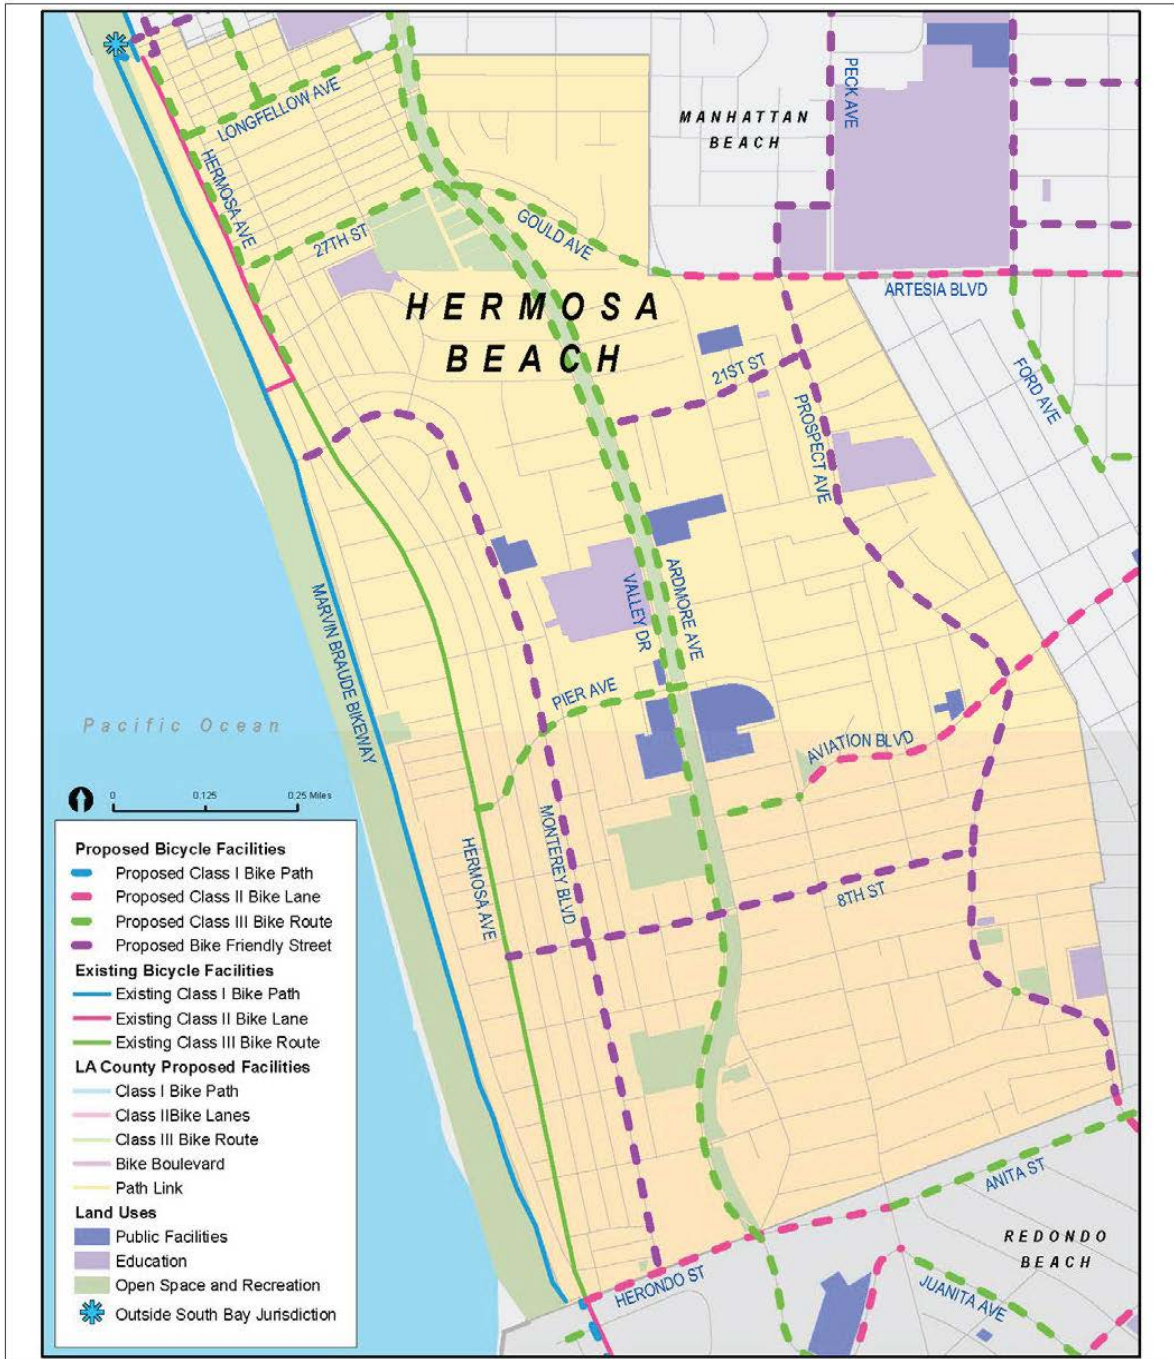 LONGFELLOW AVE
HERMOSA AVE
27TH ST
GOULD AVE
MANHATTAN
BEACH
PECK AVE
ARTESIA BLVD
HERMOSA
BEACH
21ST ST
PROSPECT AVE
FORD AVE
MARVIN BRAUDE BIKEWAY
VALLEY DR
ARDMORE AVE
PIER AVE
Pacific Ocean
AVIATION BLVD
0 0.125 0.25 Miles
HERMOSA AVE
MONTEREY BLVD
8TH ST
ANITA ST
REDONDO
BEACH
HERONDO ST
JUANITA AVE
Proposed Bicycle Facilities
Proposed Class I Bike Path
Proposed Class II Bike Lane
Proposed Class III Bike Route
Proposed Bike Friendly Street
Existing Bicycle Facilities
Existing Class I Bike Path
Existing Class II Bike Lane
Existing Class III Bike Route
LA County Proposed Facilities
Class I Bike Path
Class IIBike Lanes
Class III Bike Route
Bike Boulevard
Path Link
Land Uses
Public Facilities
Education
Open Space and Recreation
Outside South Bay Jurisdiction